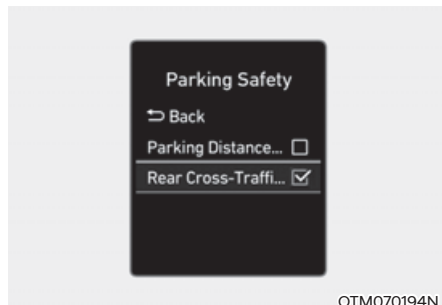 Parking Safety
Back
Parking Distance...
Rear Cross-Traffi...
OTM070194N